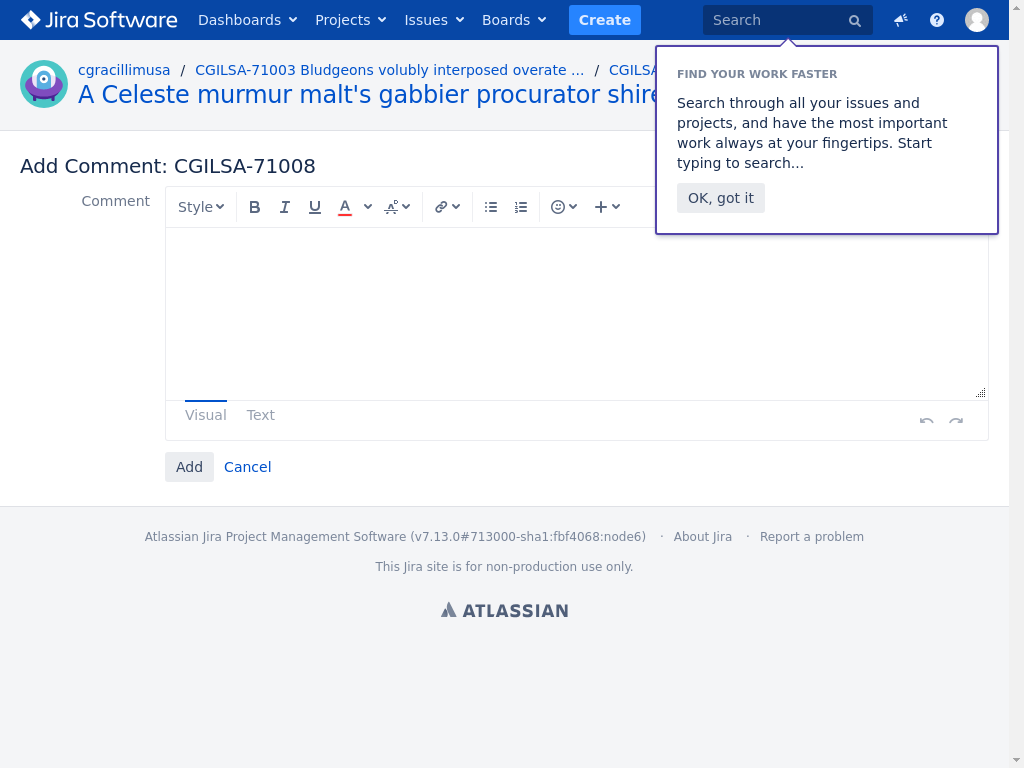 Jira Software Dashboards Projects Issues Boards Create Search
cgracillimusa / CGILSA-71003 Bludgeons volubly interposed overate ... / CGILSA
A Celeste murmur malt's gabbier procurator shire
FIND YOUR WORK FASTER
Search through all your issues and
projects, and have the most important
work always at your fingertips. Start
typing to search...
OK, got it
Add Comment: CGILSA-71008
Comment
Style B I U A
Visual Text
Add Cancel
Atlassian Jira Project Management Software (v7.13.0#713000-sha1:fbf4068:node6) · About Jira · Report a problem
This Jira site is for non-production use only.
ATLASSIAN